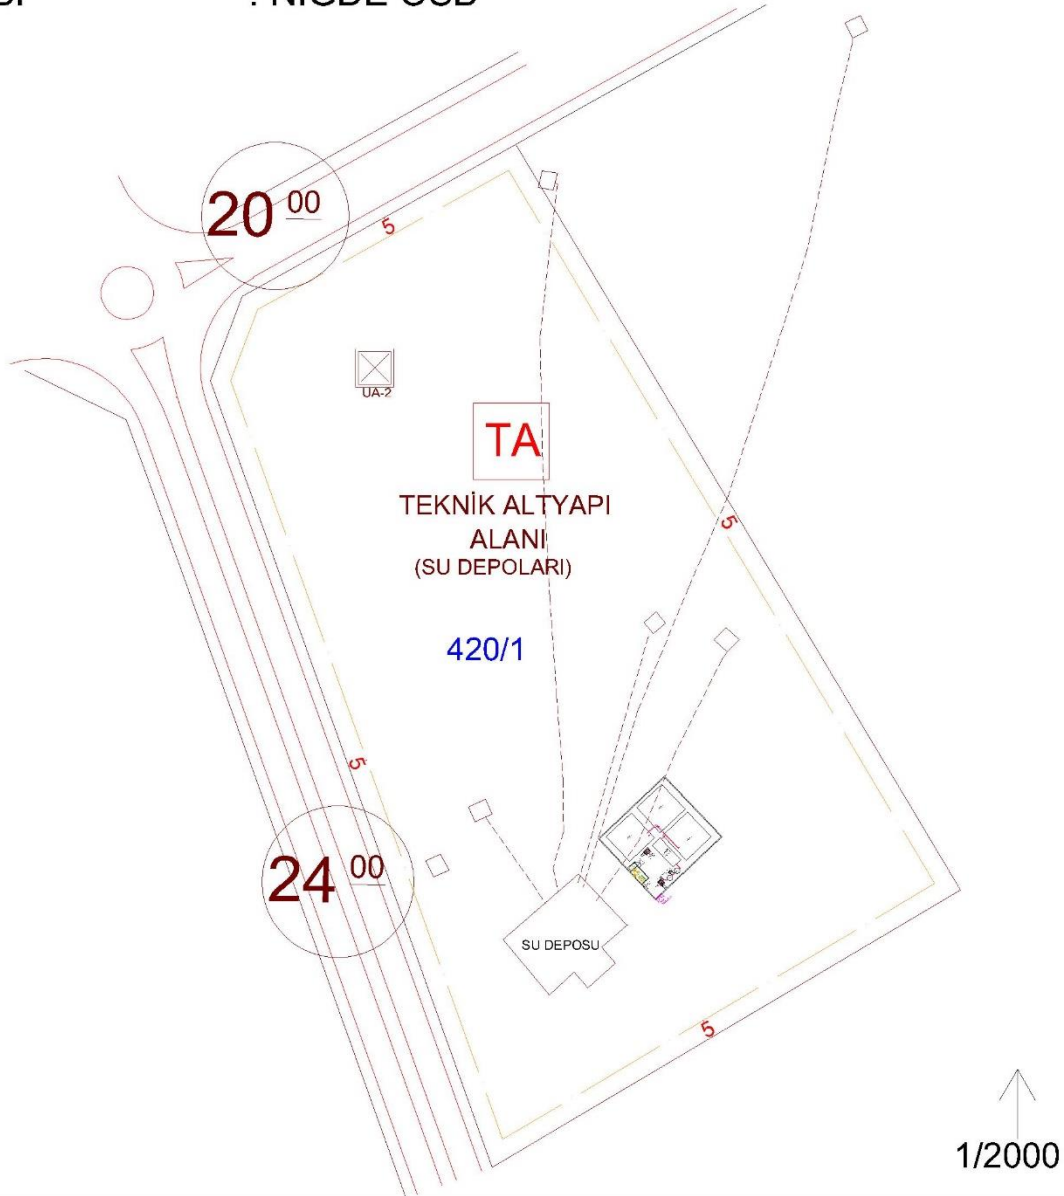 : NİĞDE OSB
20 00
5
UA-2
TA
TEKNİK ALTYAPI
ALANI
(SU DEPOLARI)
5
420/1
5
24 00
SU DEPOSU
5
1/2000